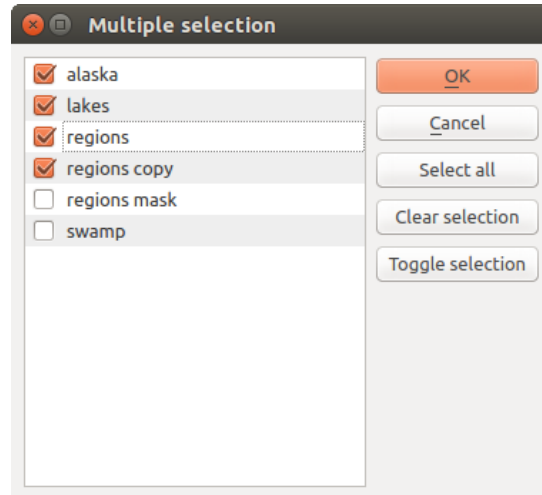 Multiple selection
alaska
lakes
regions
regions copy
regions mask
swamp
OK
Cancel
Select all
Clear selection
Toggle selection